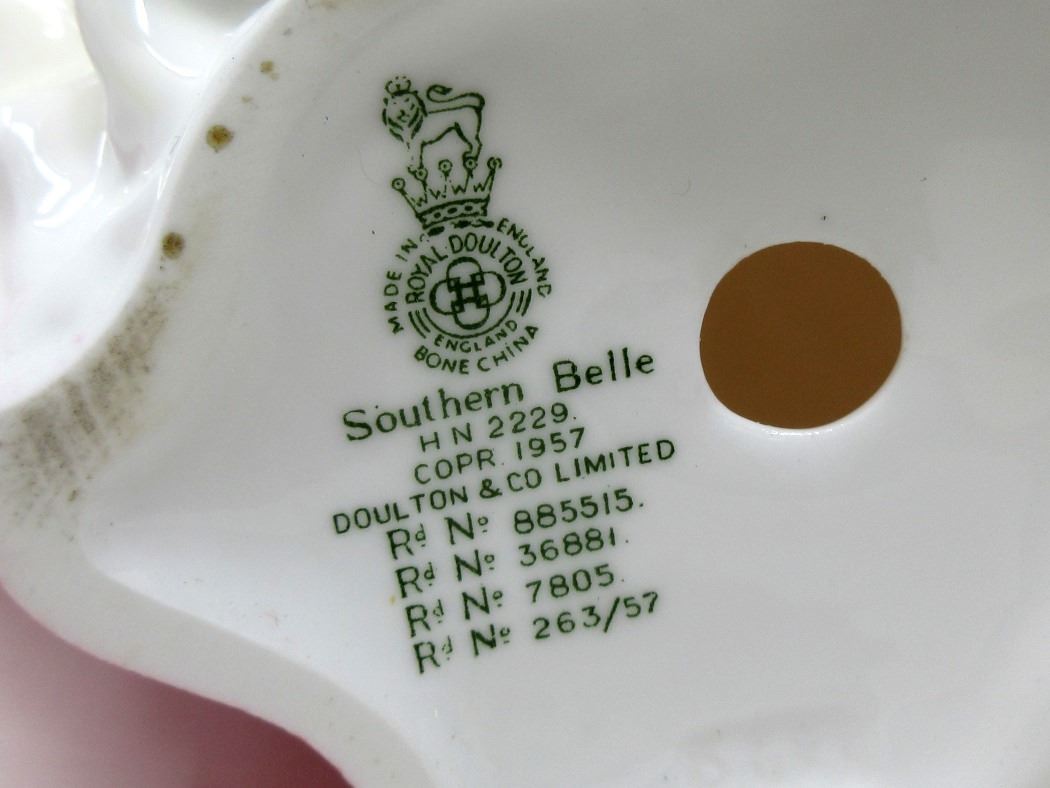 MADE IN ENGLAND
ROYAL DOULTON
ENGLAND
BONE CHINA
Southern Belle
H N 2229.
COPR. 1957
DOULTON & CO LIMITED
Rd No 885515.
Rd No 36881.
Rd No 7805.
Rd No 263/57